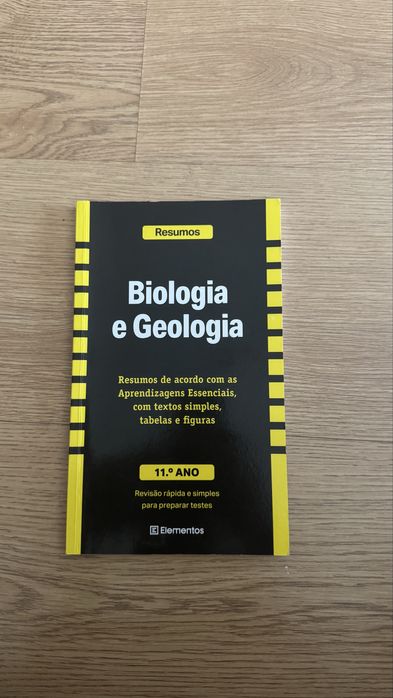 Resumos
Biologia
e Geologia
Resumos de acordo com as
Aprendizagens Essenciais,
com textos simples,
tabelas e figuras
11.º ANO
Revisão rápida e simples
para preparar testes
E Elementos